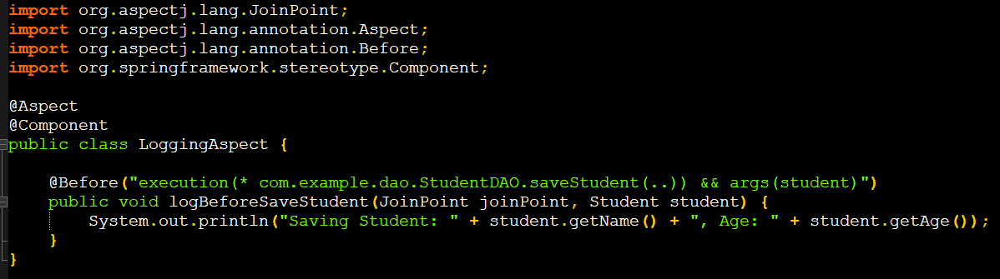 import org.aspectj.lang.JoinPoint;
import org.aspectj.lang.annotation.Aspect;
import org.aspectj.lang.annotation.Before;
import org.springframework.stereotype.Component;

@Aspect
@Component
public class LoggingAspect {

    @Before("execution(* com.example.dao.StudentDAO.saveStudent(..)) && args(student)")
    public void logBeforeSaveStudent(JoinPoint joinPoint, Student student) {
        System.out.println("Saving Student: " + student.getName() + ", Age: " + student.getAge());
    }
}